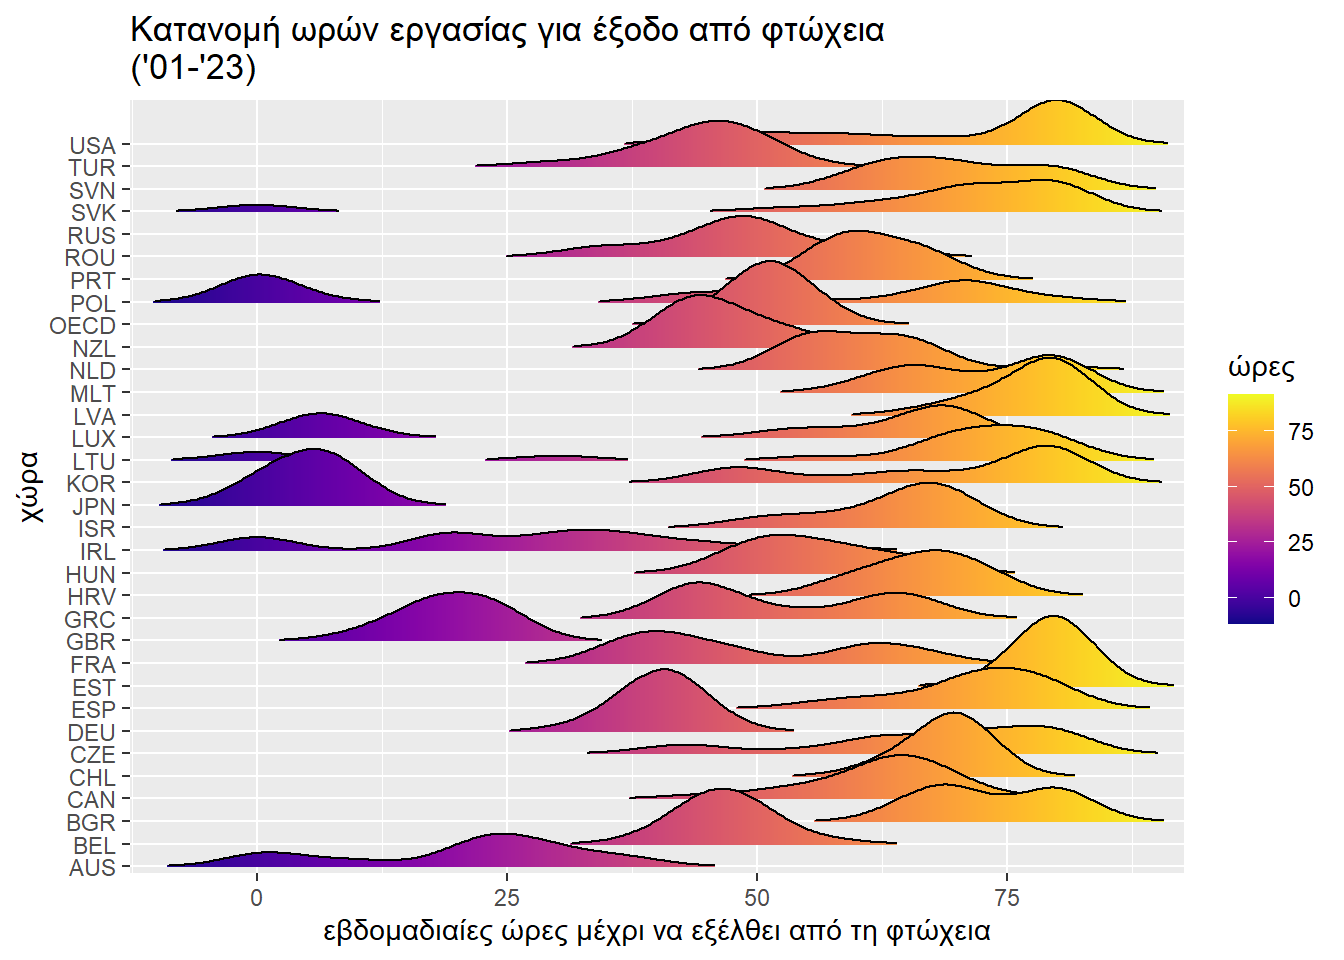 Κατανομή ωρών εργασίας για έξοδο από φτώχεια
('01-'23)
USA
TUR
SVN
SVK
RUS
ROU
PRT
POL
OECD
NZL
NLD
MLT
LVA
LUX
LTU
KOR
JPN
ISR
IRL
HUN
HRV
GRC
GBR
FRA
EST
ESP
DEU
CZE
CHL
CAN
BGR
BEL
AUS
χώρα
0 25 50 75
εβδομαδιαίες ώρες μέχρι να εξέλθει από τη φτώχεια
ώρες
75
50
25
0